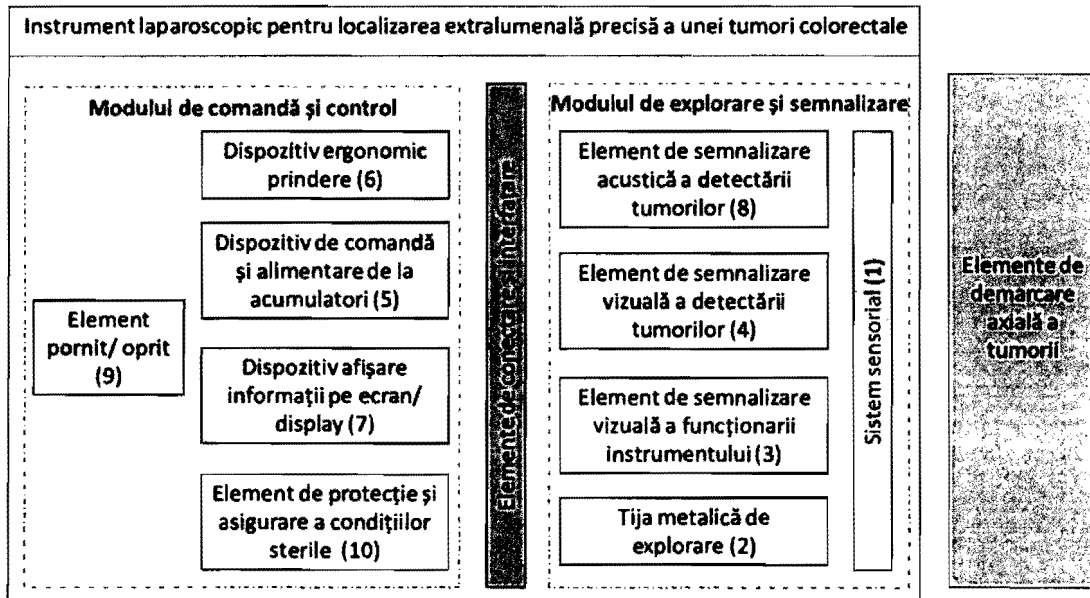 Instrument laparoscopic pentru localizarea extralumenală precisă a unei tumori colorectale
Modulul de comandă și control
Dispozitiv ergonomic
prindere (6)
Dispozitiv de comandă
și alimentare de la
acumulatori (5)
Element
pornit/ oprit
(9)
Dispozitiv afișare
informații pe ecran/
display (7)
Element de protecție și
asigurare a condițiilor
sterile (10)
Elemente de conectare și interfațare
Modulul de explorare și semnalizare
Element de semnalizare
acustică a detectării
tumorilor (8)
Element de semnalizare
vizuală a detectării
tumorilor (4)
Element de semnalizare
vizuală a funcționarii
instrumentului (3)
Tija metalică de
explorare (2)
Sistem sensorial (1)
Elemente de
demarcare
axială a
tumorii